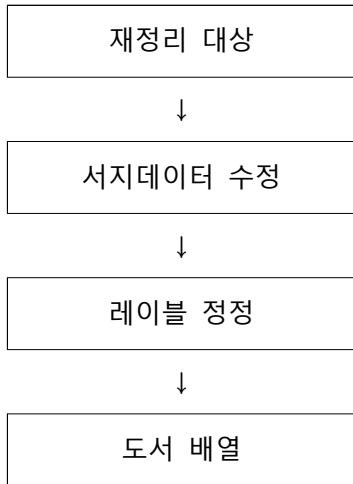 재정리 대상
↓
서지데이터 수정
↓
레이블 정정
↓
도서 배열